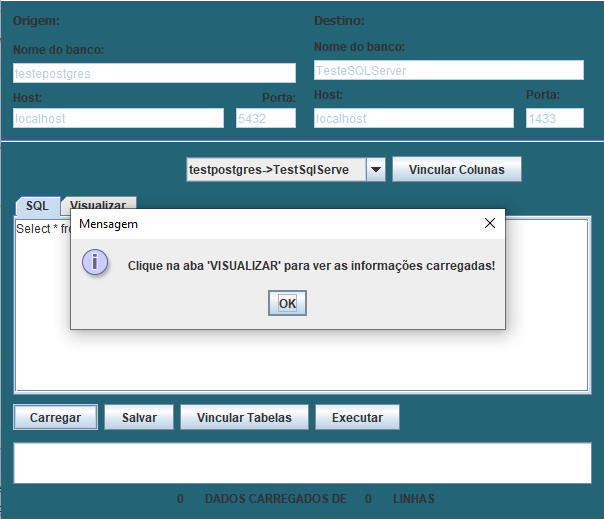 Origem:
Destino:
Nome do banco:
Nome do banco:
testepostgres
TesteSQLServer
Host:
Porta:
Host:
Porta:
localhost
5432
localhost
1433
testpostgres->TestSqlServe
Vincular Colunas
SQL
Visualizar
Select * fro
Mensagem
Clique na aba 'VISUALIZAR' para ver as informações carregadas!
OK
Carregar
Salvar
Vincular Tabelas
Executar
0 DADOS CARREGADOS DE 0 LINHAS